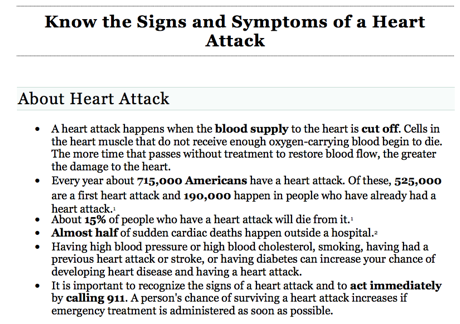 Know the Signs and Symptoms of a Heart
Attack
About Heart Attack
• A heart attack happens when the blood supply to the heart is cut off. Cells in
the heart muscle that do not receive enough oxygen-carrying blood begin to die.
The more time that passes without treatment to restore blood flow, the greater
the damage to the heart.
• Every year about 715,000 Americans have a heart attack. Of these, 525,000
are a first heart attack and 190,000 happen in people who have already had a
heart attack.¹
• About 15% of people who have a heart attack will die from it.¹
• Almost half of sudden cardiac deaths happen outside a hospital.²
• Having high blood pressure or high blood cholesterol, smoking, having had a
previous heart attack or stroke, or having diabetes can increase your chance of
developing heart disease and having a heart attack.
• It is important to recognize the signs of a heart attack and to act immediately
by calling 911. A person's chance of surviving a heart attack increases if
emergency treatment is administered as soon as possible.